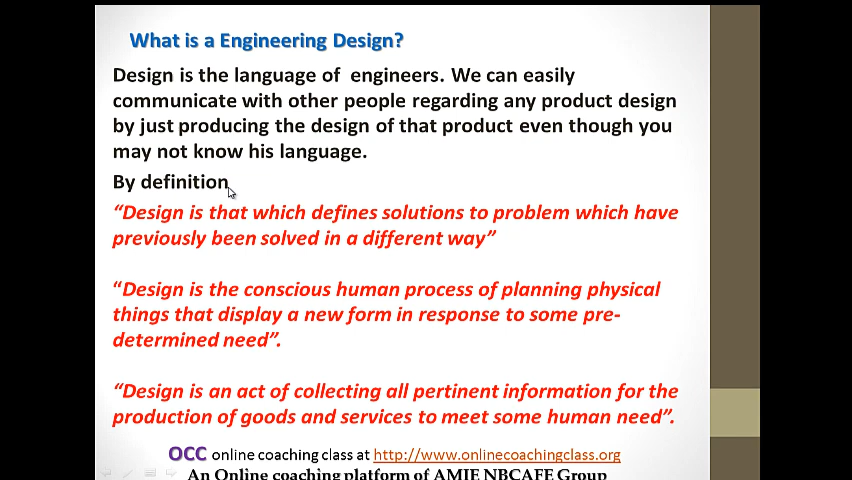 What is a Engineering Design?
Design is the language of engineers. We can easily
communicate with other people regarding any product design
by just producing the design of that product even though you
may not know his language.
By definition
“Design is that which defines solutions to problem which have
previously been solved in a different way”
“Design is the conscious human process of planning physical
things that display a new form in response to some pre-
determined need”.
“Design is an act of collecting all pertinent information for the
production of goods and services to meet some human need”.
OCC online coaching class at http://www.onlinecoachingclass.org
An Online coaching platform of AMIE NBCAFE Group